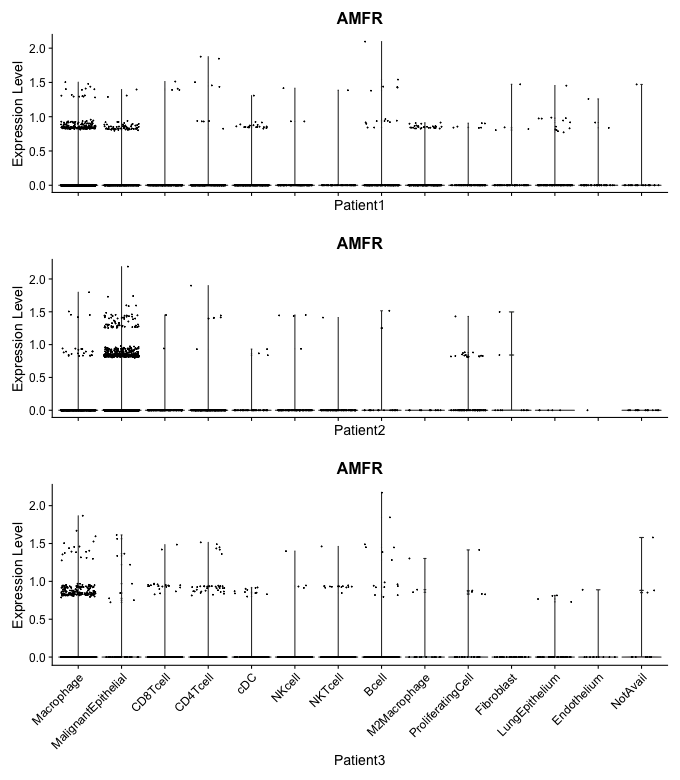 AMFR
Expression Level
2.0
1.5
1.0
0.5
0.0
Patient1
AMFR
Expression Level
2.0
1.5
1.0
0.5
0.0
Patient2
AMFR
Expression Level
2.0
1.5
1.0
0.5
0.0
Macrophage
MalignantEpithelial
CD8Tcell
CD4Tcell
cDC
NKcell
NKTcell
Bcell
M2Macrophage
ProliferatingCell
Fibroblast
LungEpithelium
Endothelium
NotAvail
Patient3